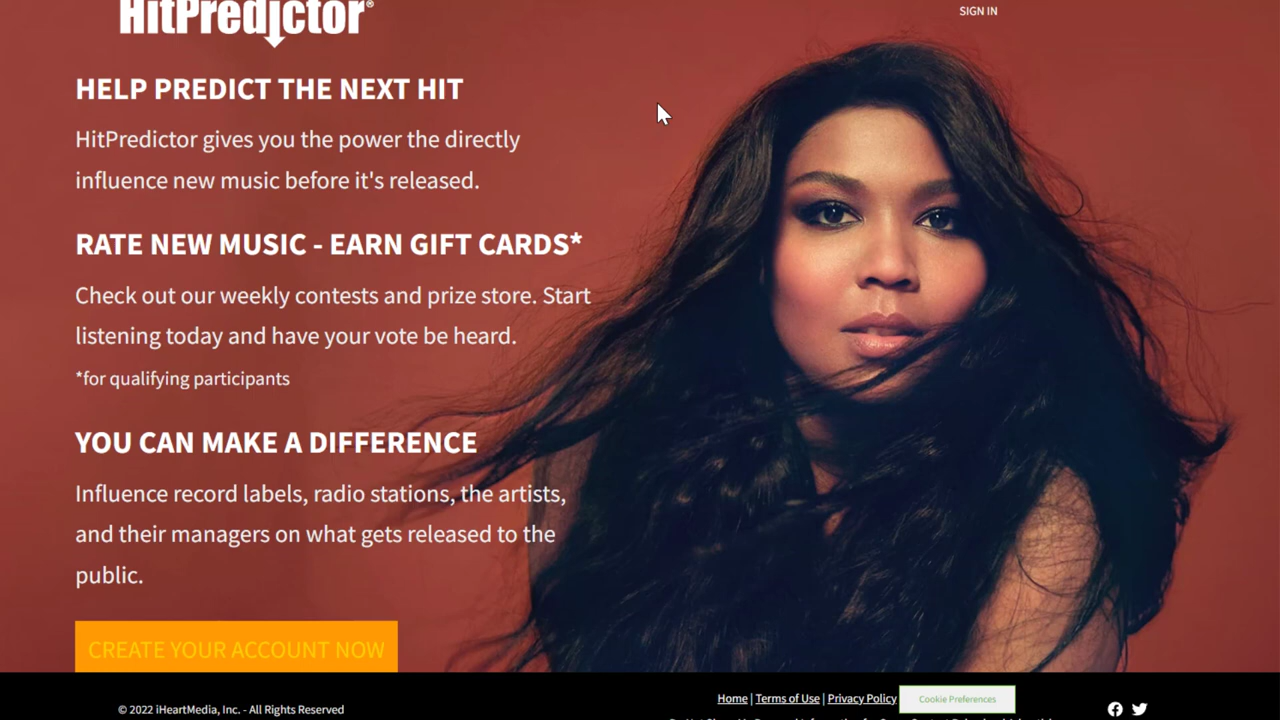 HitPredictor®
SIGN IN
HELP PREDICT THE NEXT HIT
HitPredictor gives you the power the directly
influence new music before it's released.
RATE NEW MUSIC - EARN GIFT CARDS*
Check out our weekly contests and prize store. Start
listening today and have your vote be heard.
*for qualifying participants
YOU CAN MAKE A DIFFERENCE
Influence record labels, radio stations, the artists,
and their managers on what gets released to the
public.
CREATE YOUR ACCOUNT NOW
Home | Terms of Use | Privacy Policy
Cookie Preferences
© 2022 iHeartMedia, Inc. - All Rights Reserved